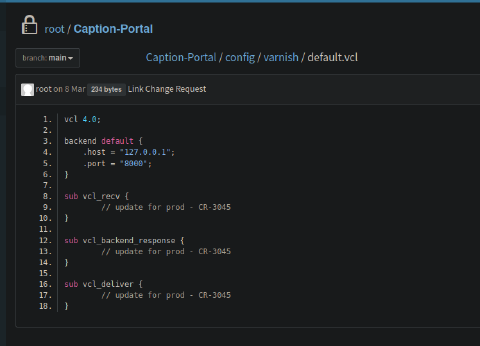 root / Caption-Portal
branch: main
Caption-Portal / config / varnish / default.vcl
root on 8 Mar 234 bytes Link Change Request
1. vcl 4.0;
2.
3. backend default {
4.     .host = "127.0.0.1";
5.     .port = "8000";
6. }
7.
8. sub vcl_recv {
9.         // update for prod - CR-3045
10. }
11.
12. sub vcl_backend_response {
13.         // update for prod - CR-3045
14. }
15.
16. sub vcl_deliver {
17.         // update for prod - CR-3045
18. }